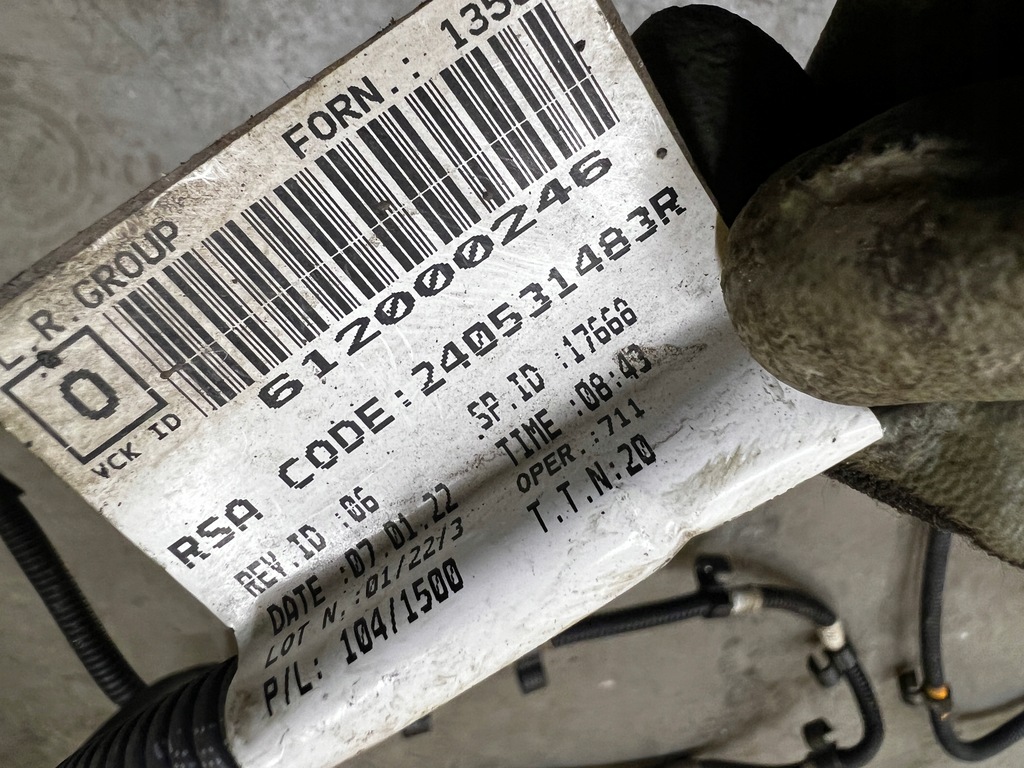 L.R.GROUP FORN.: 135
0
VCK ID
612000246
RSA CODE:240531483R
REV.ID :06 SP.ID :17666
DATE :07.01.22 TIME :08:43
LOT N.:01/22/3 OPER.:711
P/L: 104/1500 T.T.N:20